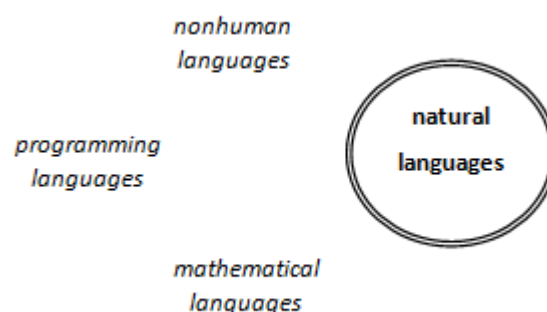 nonhuman
languages
natural
languages
programming
languages
mathematical
languages